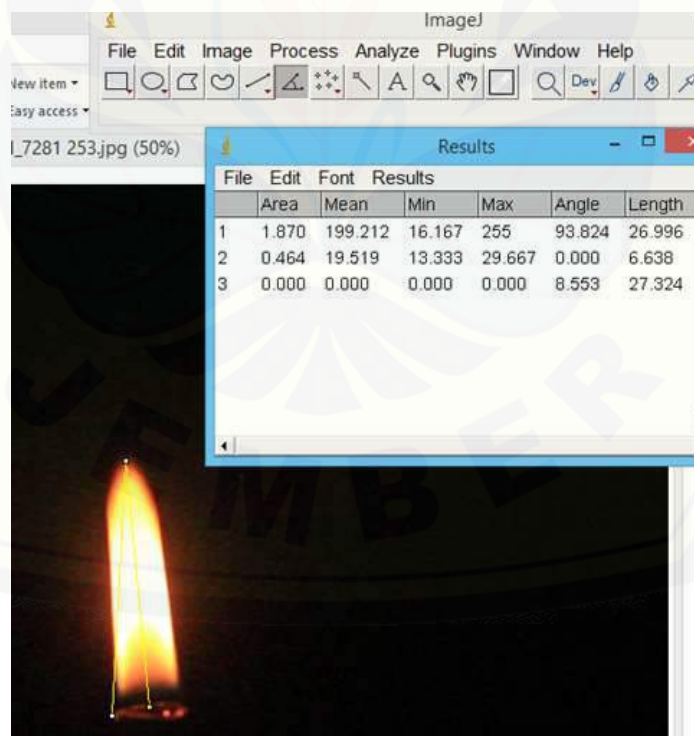 ImageJ
File Edit Image Process Analyze Plugins Window Help
New item
Easy access
A Dev
_7281 253.jpg (50%)
Results
File Edit Font Results
Area Mean Min Max Angle Length
1 1.870 199.212 16.167 255 93.824 26.996
2 0.464 19.519 13.333 29.667 0.000 6.638
3 0.000 0.000 0.000 0.000 8.553 27.324
JEMBER